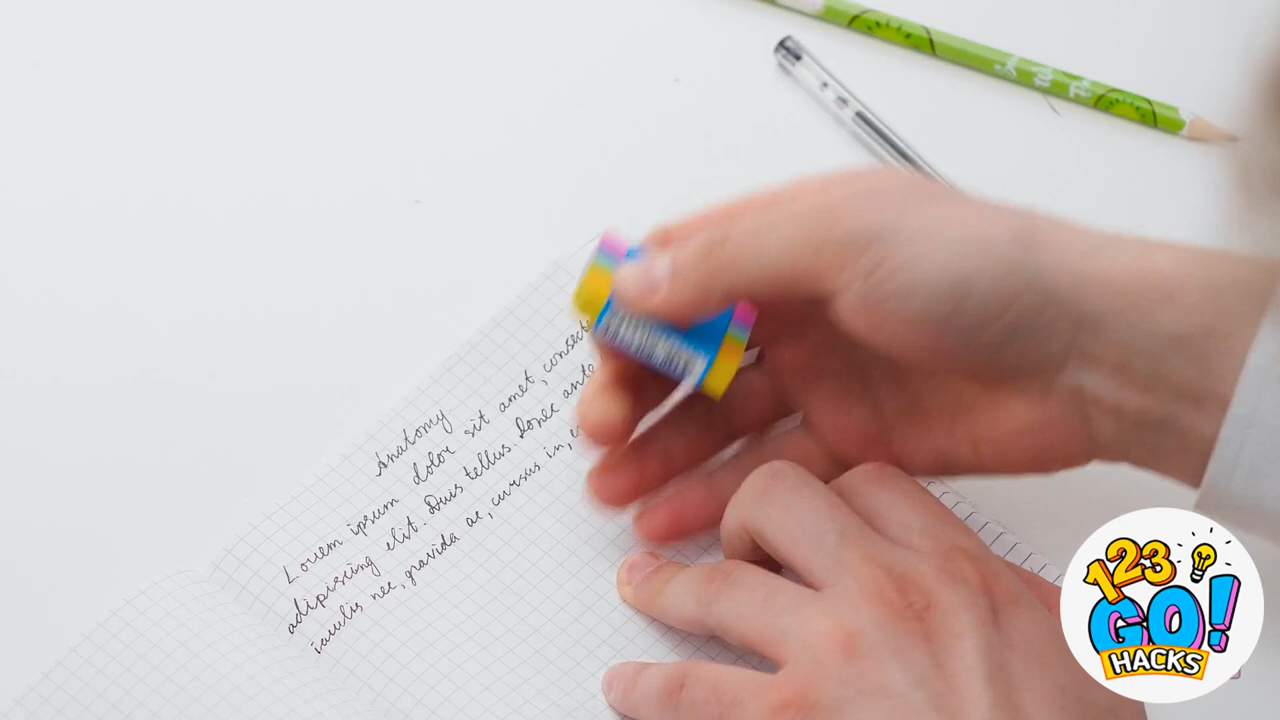 Anatomy
Lorem ipsum dolor sit amet, consect
adipiscing elit. Duis tellus. Donec ante
iaculis nec, gravida ac, cursus in,
123
GO!
HACKS